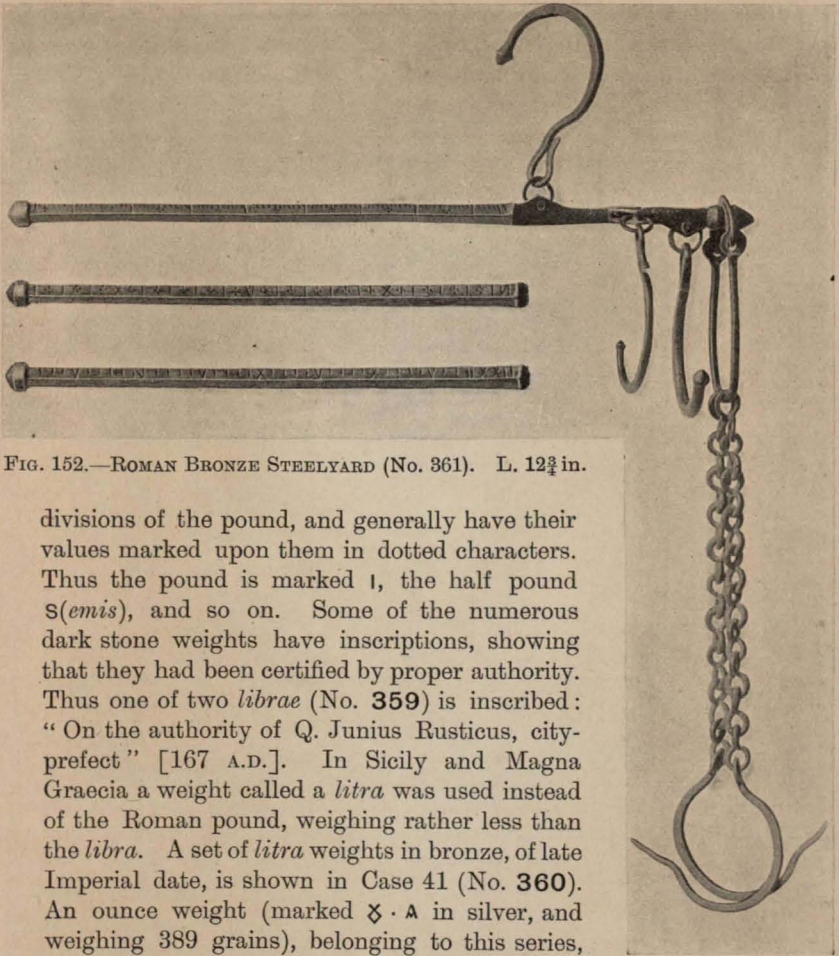 FIG. 152.—ROMAN BRONZE STEELYARD (No. 361). L. 12¾ in.
divisions of the pound, and generally have their
values marked upon them in dotted characters.
Thus the pound is marked I, the half pound
S(emis), and so on. Some of the numerous
dark stone weights have inscriptions, showing
that they had been certified by proper authority.
Thus one of two librae (No. 359) is inscribed:
“ On the authority of Q. Junius Rusticus, city-
prefect ” [167 A.D.]. In Sicily and Magna
Graecia a weight called a litra was used instead
of the Roman pound, weighing rather less than
the libra. A set of litra weights in bronze, of late
Imperial date, is shown in Case 41 (No. 360).
An ounce weight (marked · A in silver, and
weighing 389 grains), belonging to this series,